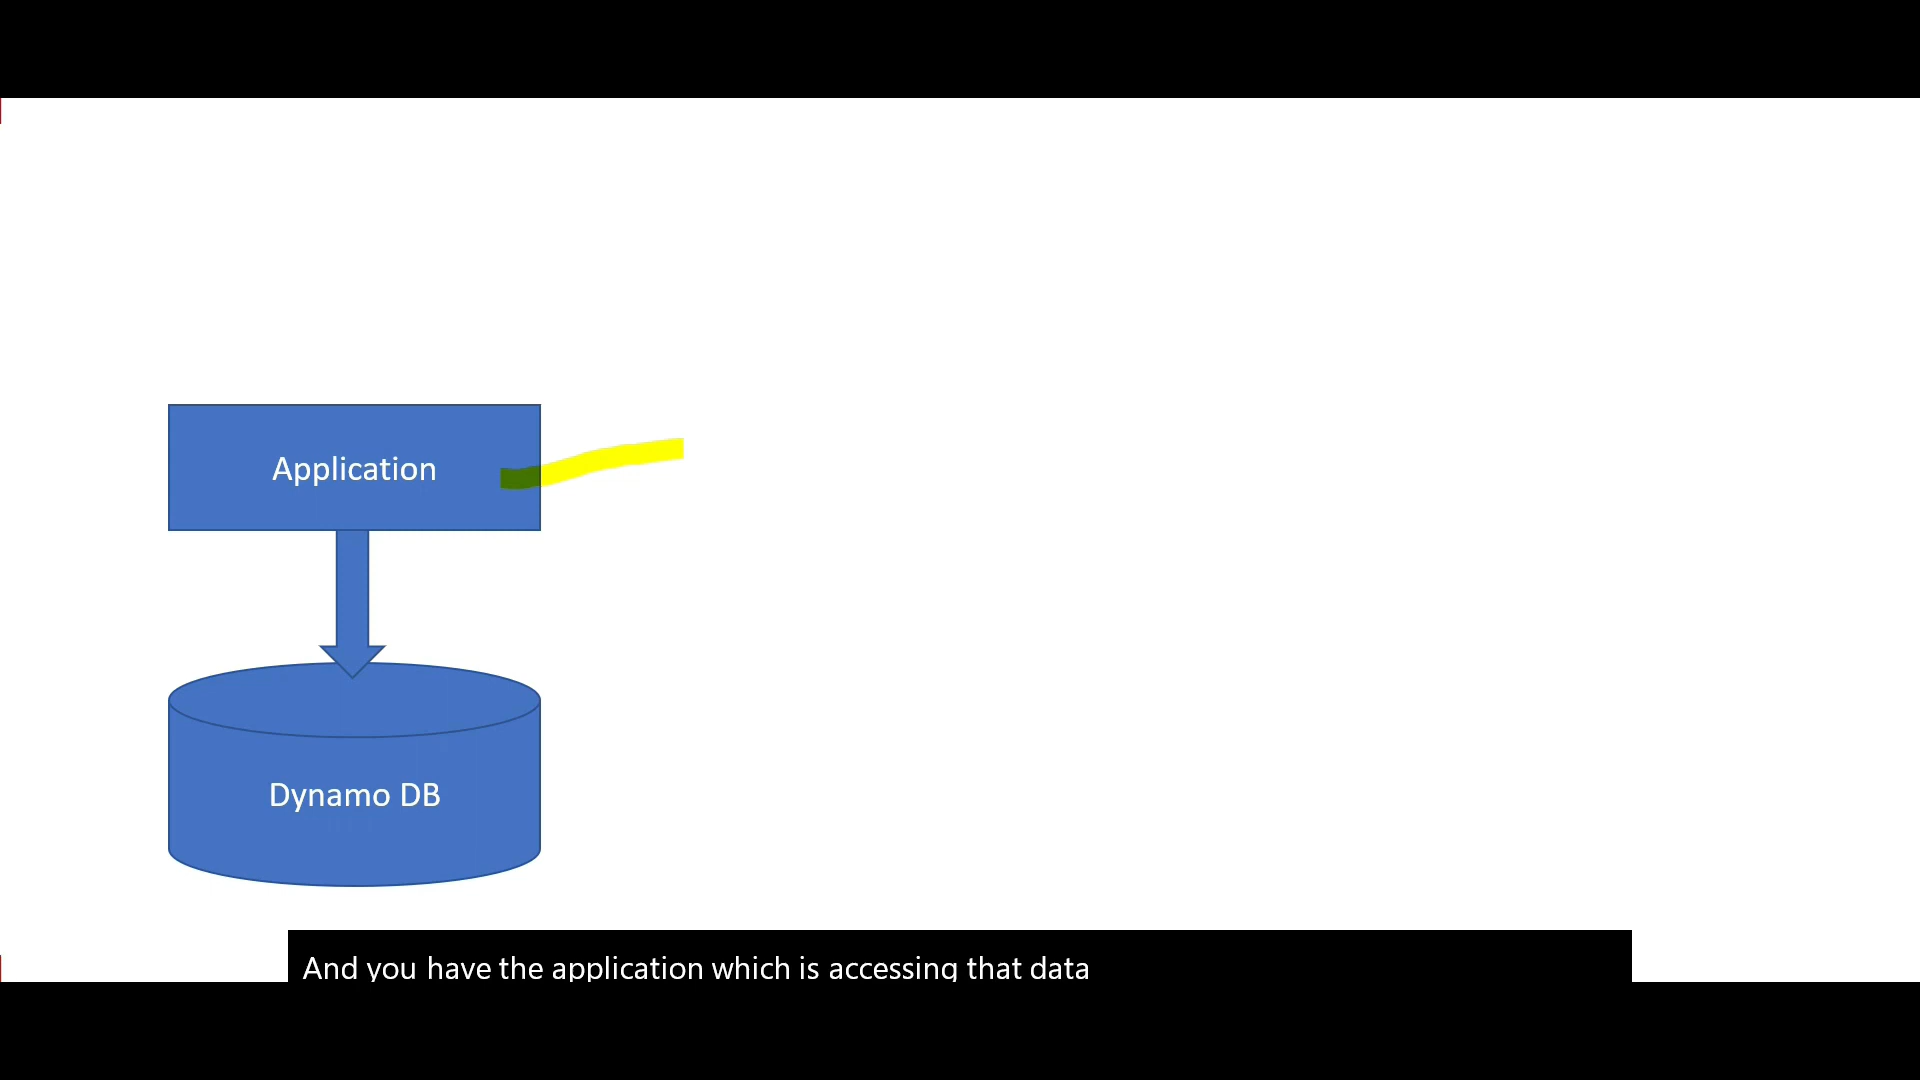 Application
Dynamo DB
And you have the application which is accessing that data